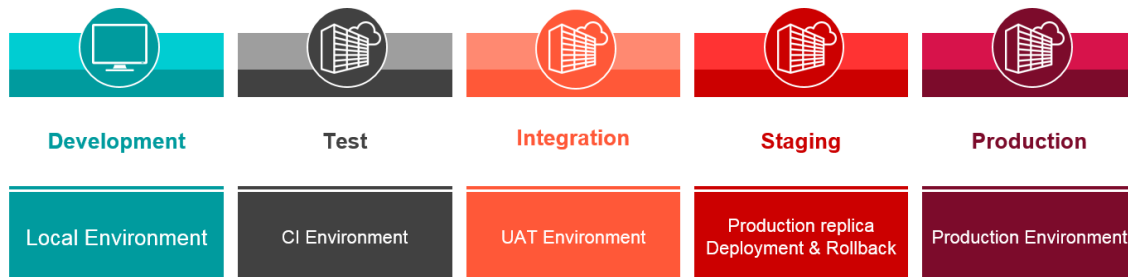 Development
Test
Integration
Staging
Production
Local Environment
CI Environment
UAT Environment
Production replica
Deployment & Rollback
Production Environment